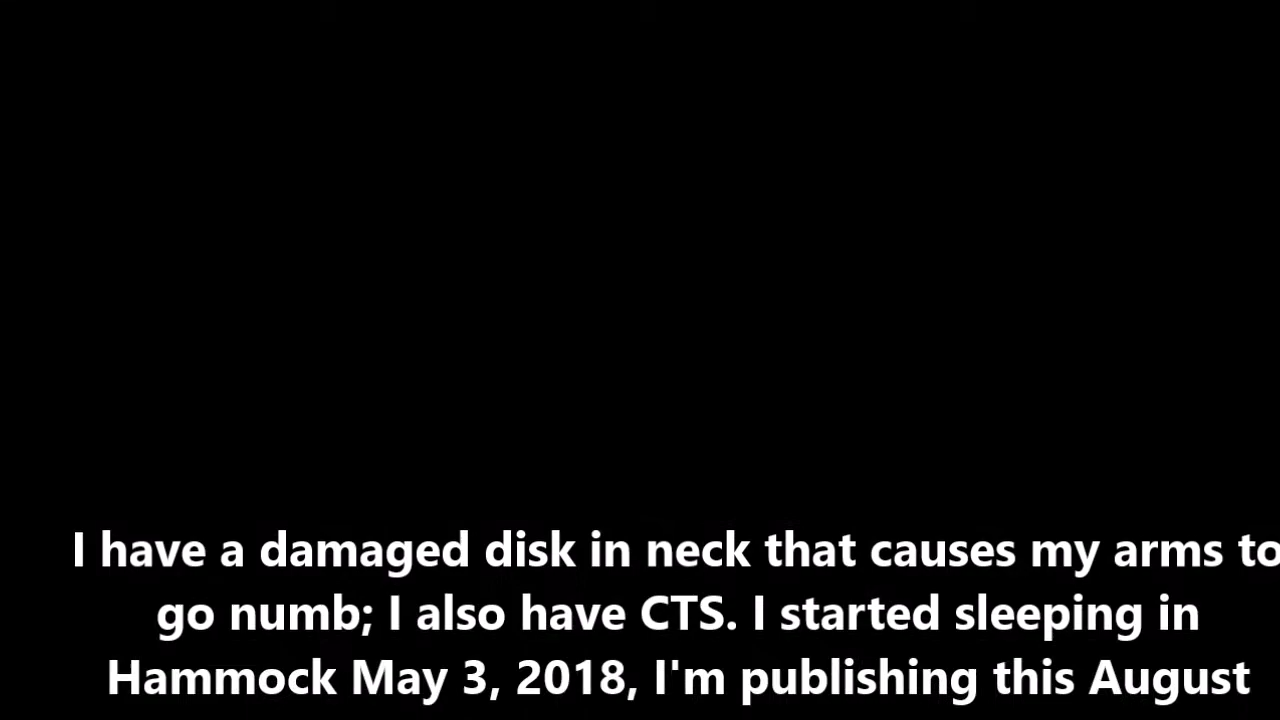 I have a damaged disk in neck that causes my arms to
go numb; I also have CTS. I started sleeping in
Hammock May 3, 2018, I'm publishing this August